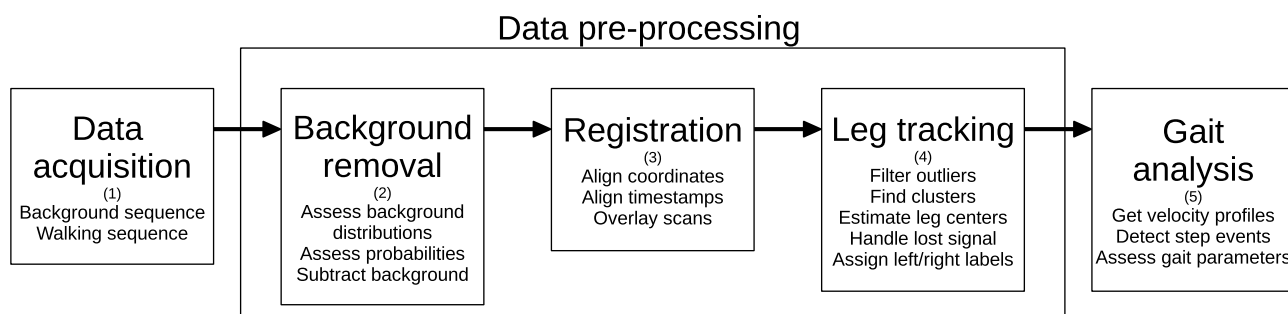 Data pre-processing
Data
acquisition
(1)
Background sequence
Walking sequence
Background
removal
(2)
Assess background
distributions
Assess probabilities
Subtract background
Registration
(3)
Align coordinates
Align timestamps
Overlay scans
Leg tracking
(4)
Filter outliers
Find clusters
Estimate leg centers
Handle lost signal
Assign left/right labels
Gait
analysis
(5)
Get velocity profiles
Detect step events
Assess gait parameters